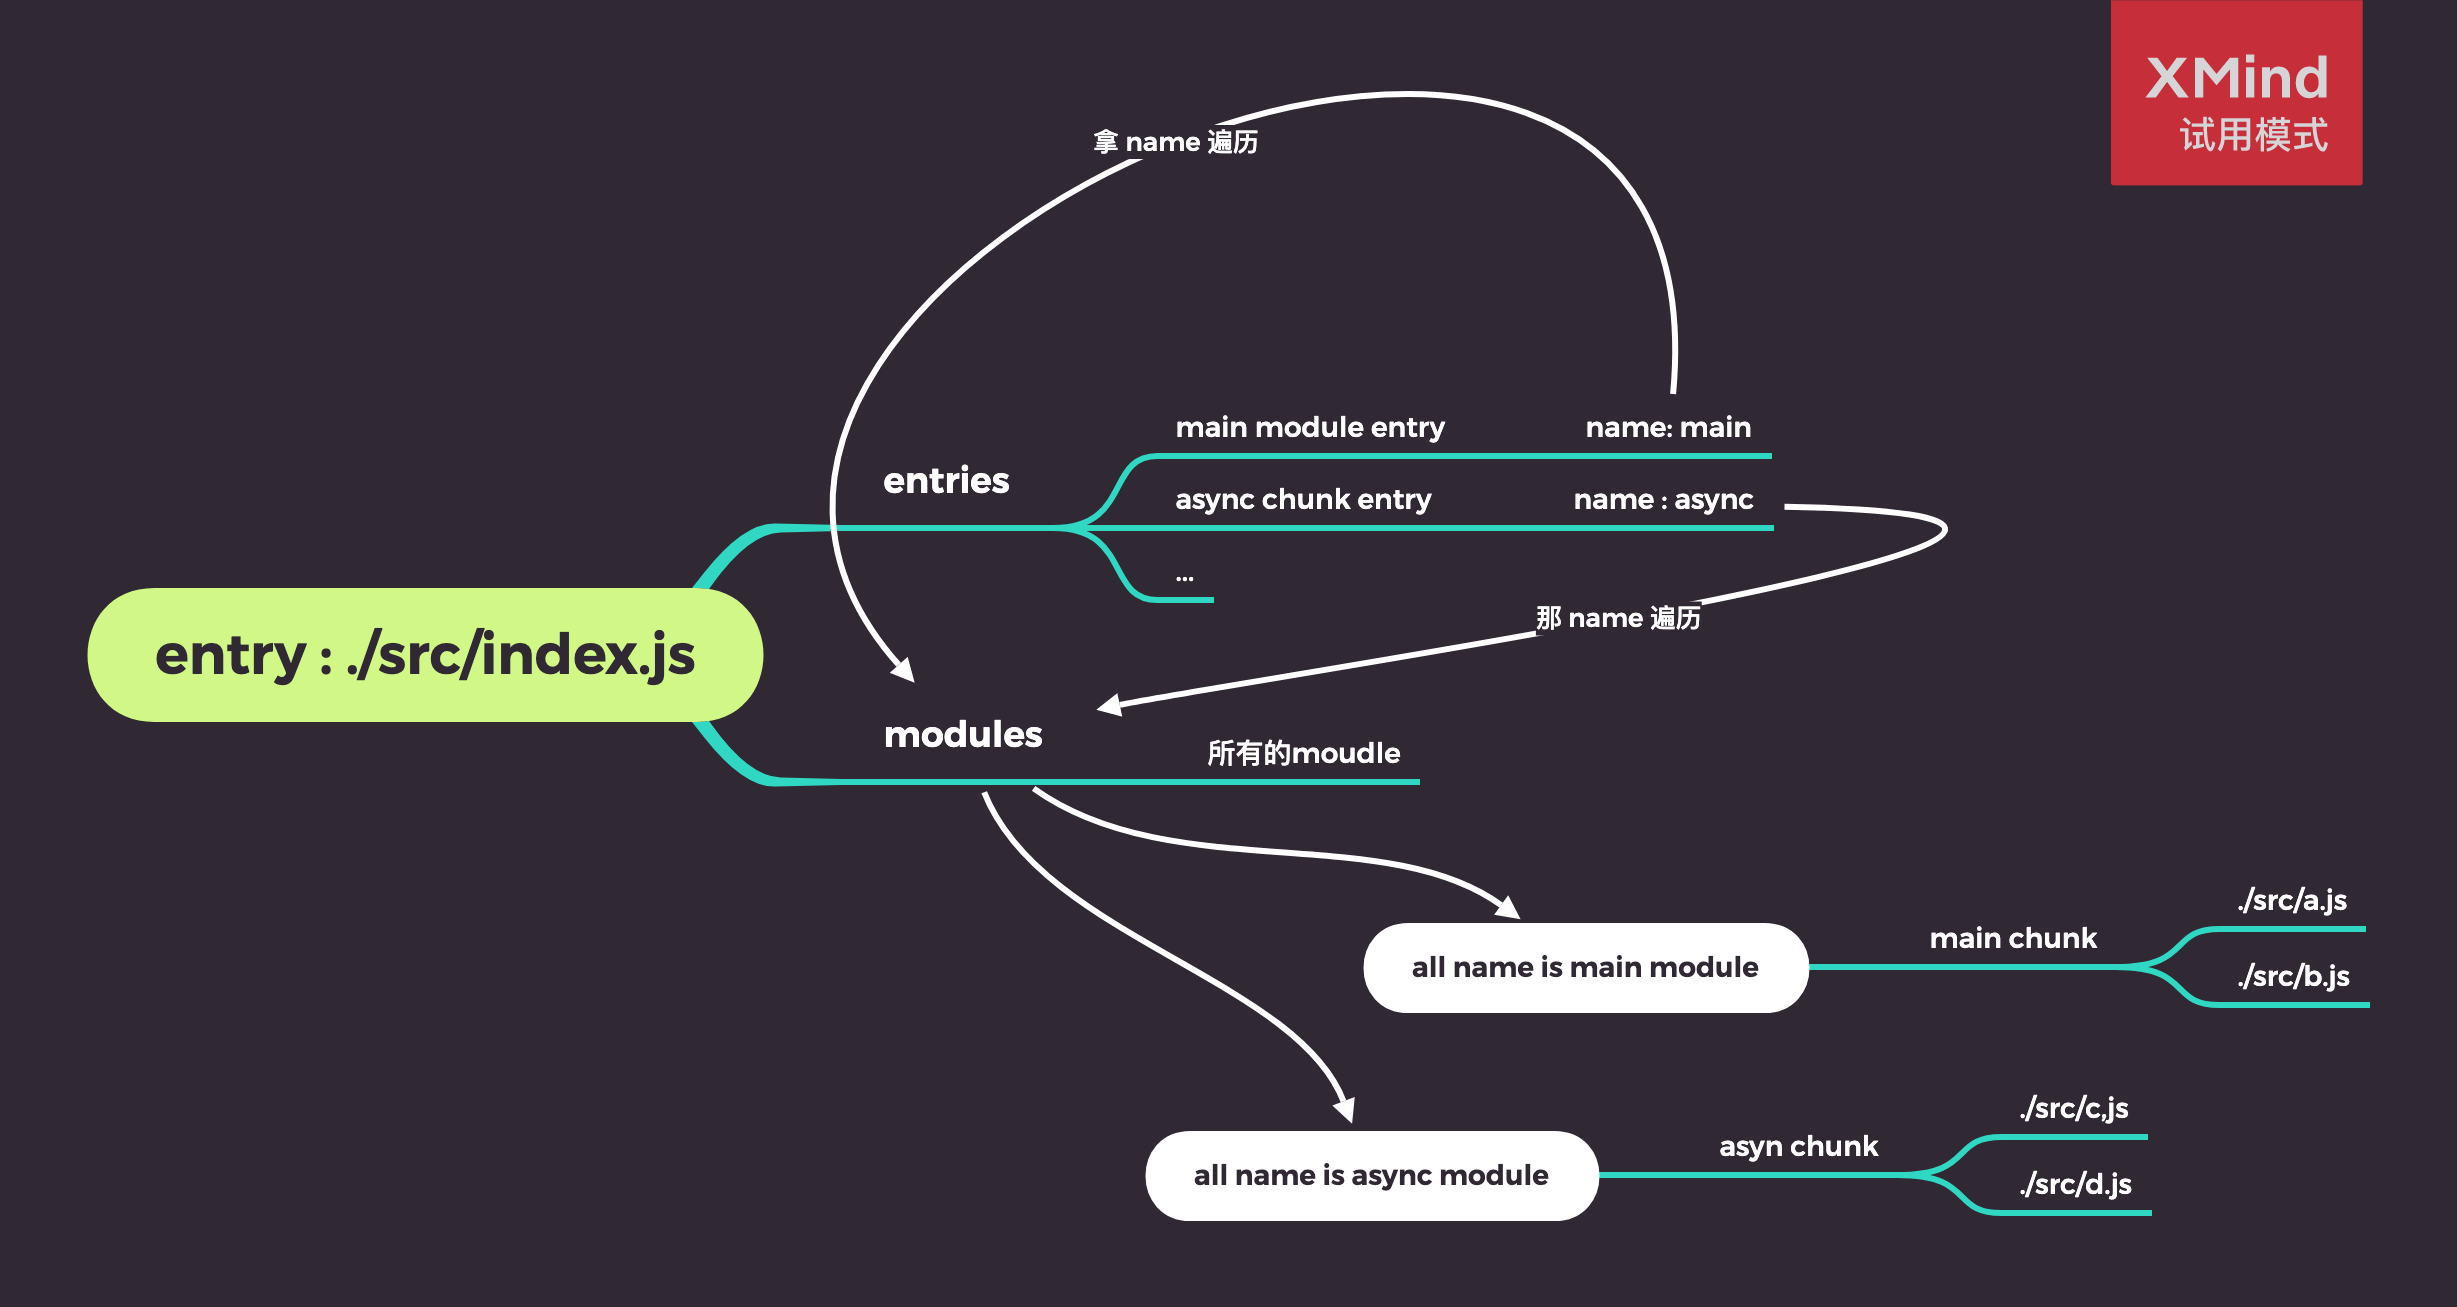 XMind
试用模式
拿 name 遍历
main module entry
name: main
entries
async chunk entry
name : async
...
那 name 遍历
entry : ./src/index.js
modules
所有的moudle
./src/a.js
main chunk
all name is main module
./src/b.js
./src/c,js
asyn chunk
all name is async module
./src/d.js